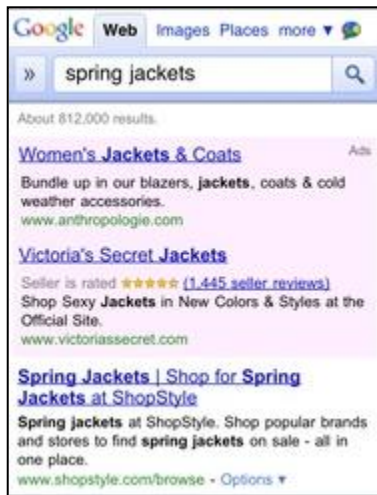 Google Web Images Places more ▼
» spring jackets
About 812,000 results.
Women's Jackets & Coats Ads
Bundle up in our blazers, jackets, coats & cold
weather accessories.
www.anthropologie.com
Victoria's Secret Jackets
Seller is rated ★★★★★ (1,445 seller reviews)
Shop Sexy Jackets in New Colors & Styles at the
Official Site.
www.victoriassecret.com
Spring Jackets | Shop for Spring
Jackets at ShopStyle
Spring jackets at ShopStyle. Shop popular brands
and stores to find spring jackets on sale - all in
one place.
www.shopstyle.com/browse - Options ▼